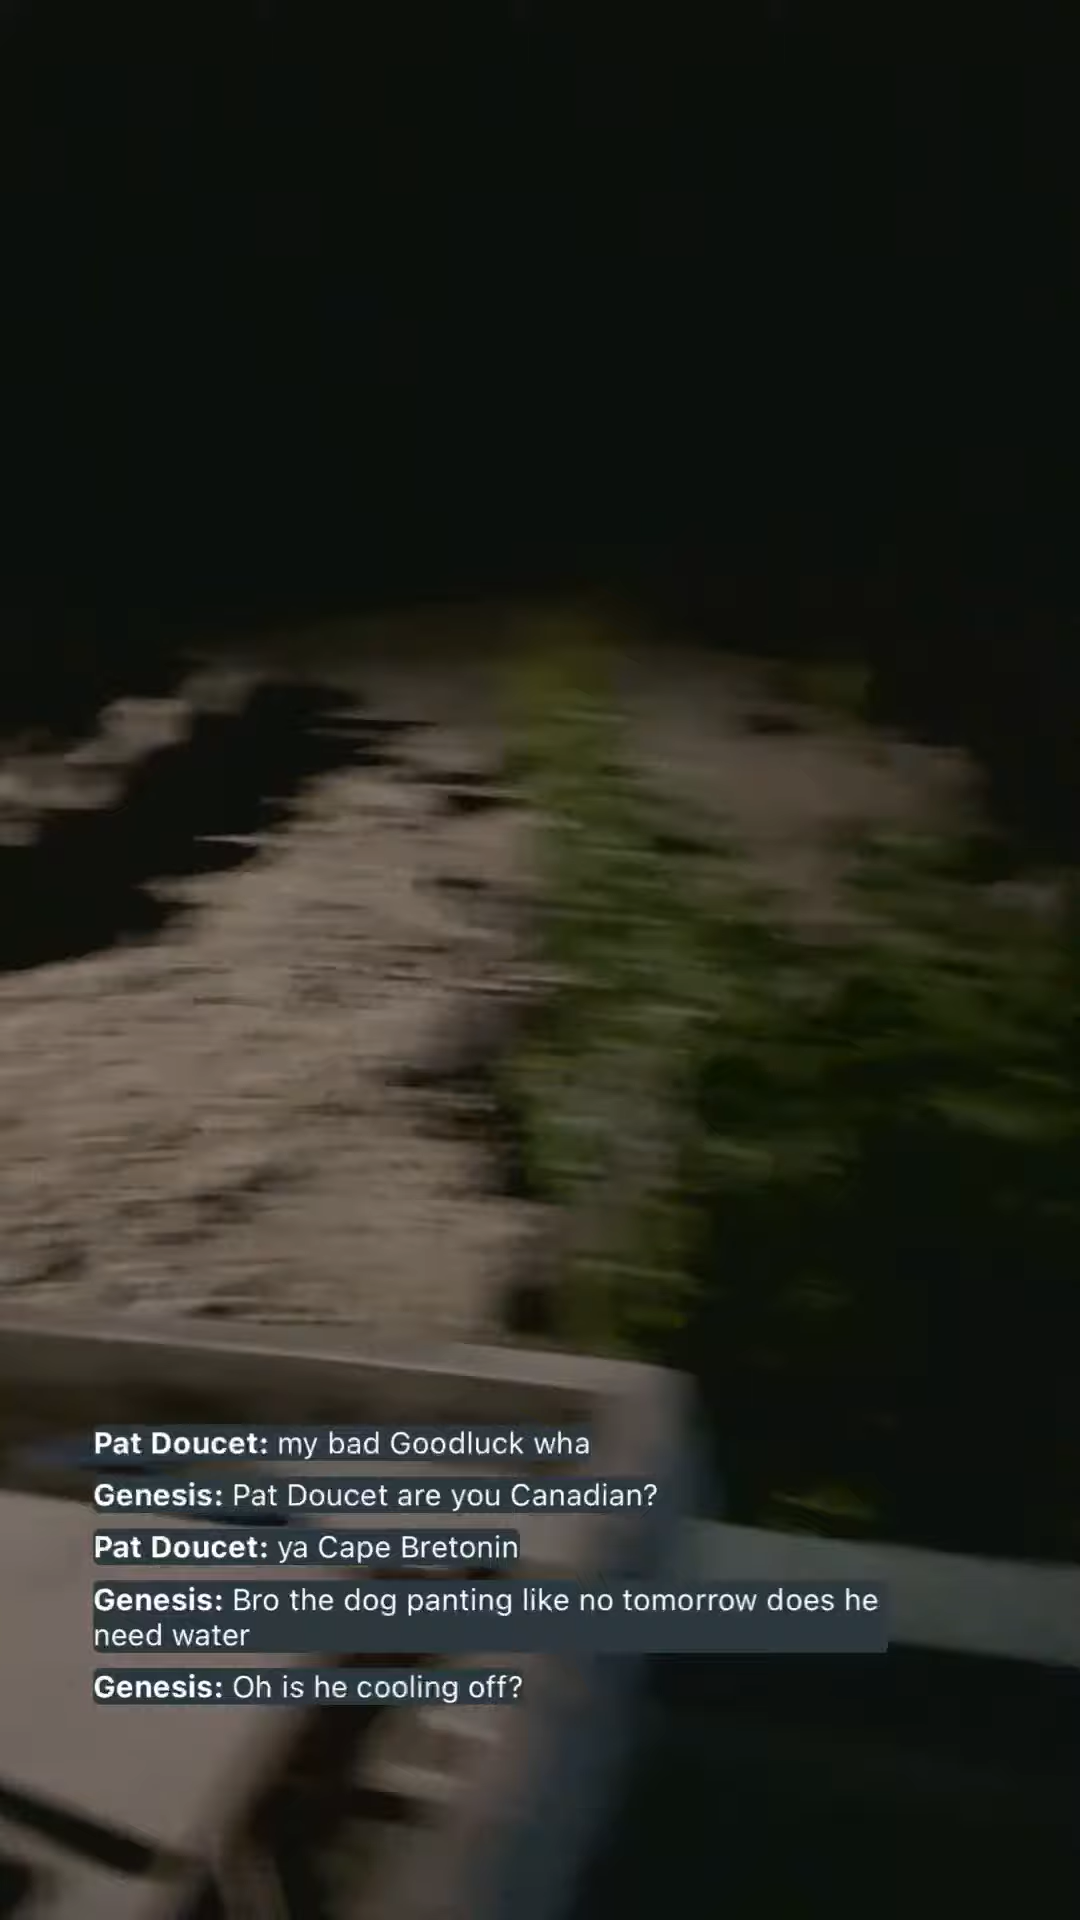 Pat Doucet: my bad Goodluck wha
Genesis: Pat Doucet are you Canadian?
Pat Doucet: ya Cape Bretonin
Genesis: Bro the dog panting like no tomorrow does he
need water
Genesis: Oh is he cooling off?